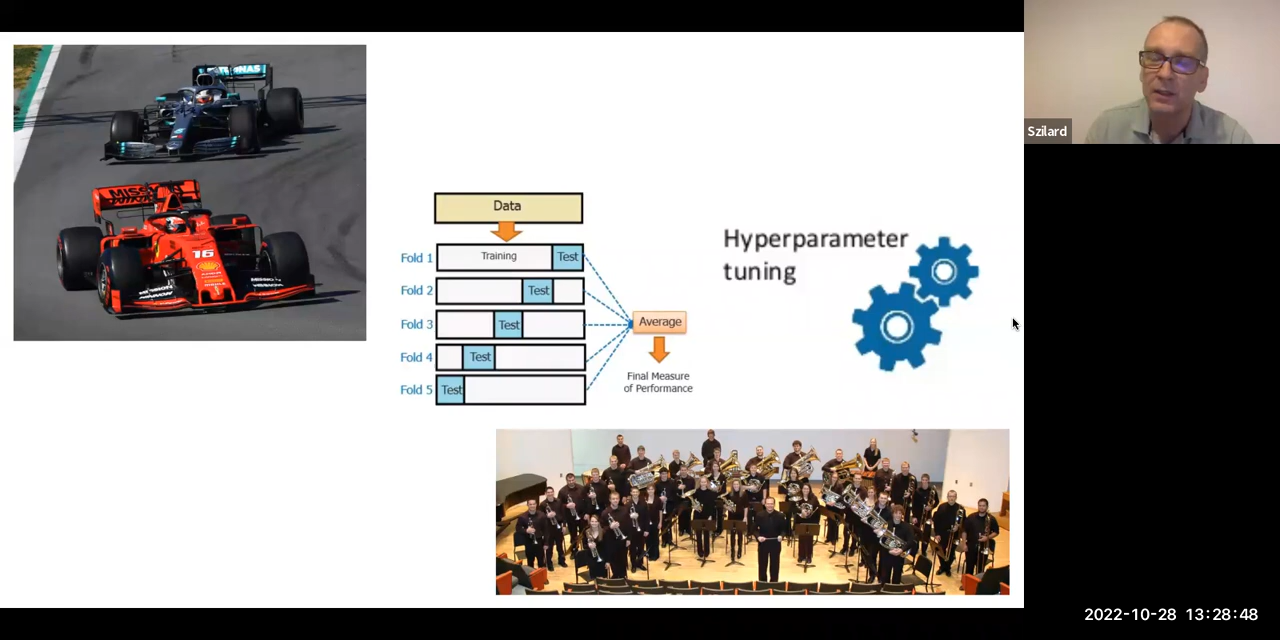 PETRONAS
MISSION
16
Data
Fold 1
Training
Test
Fold 2
Test
Fold 3
Test
Fold 4
Test
Fold 5
Test
Average
Final Measure
of Performance
Hyperparameter
tuning
Szilard
2022-10-28 13:28:48